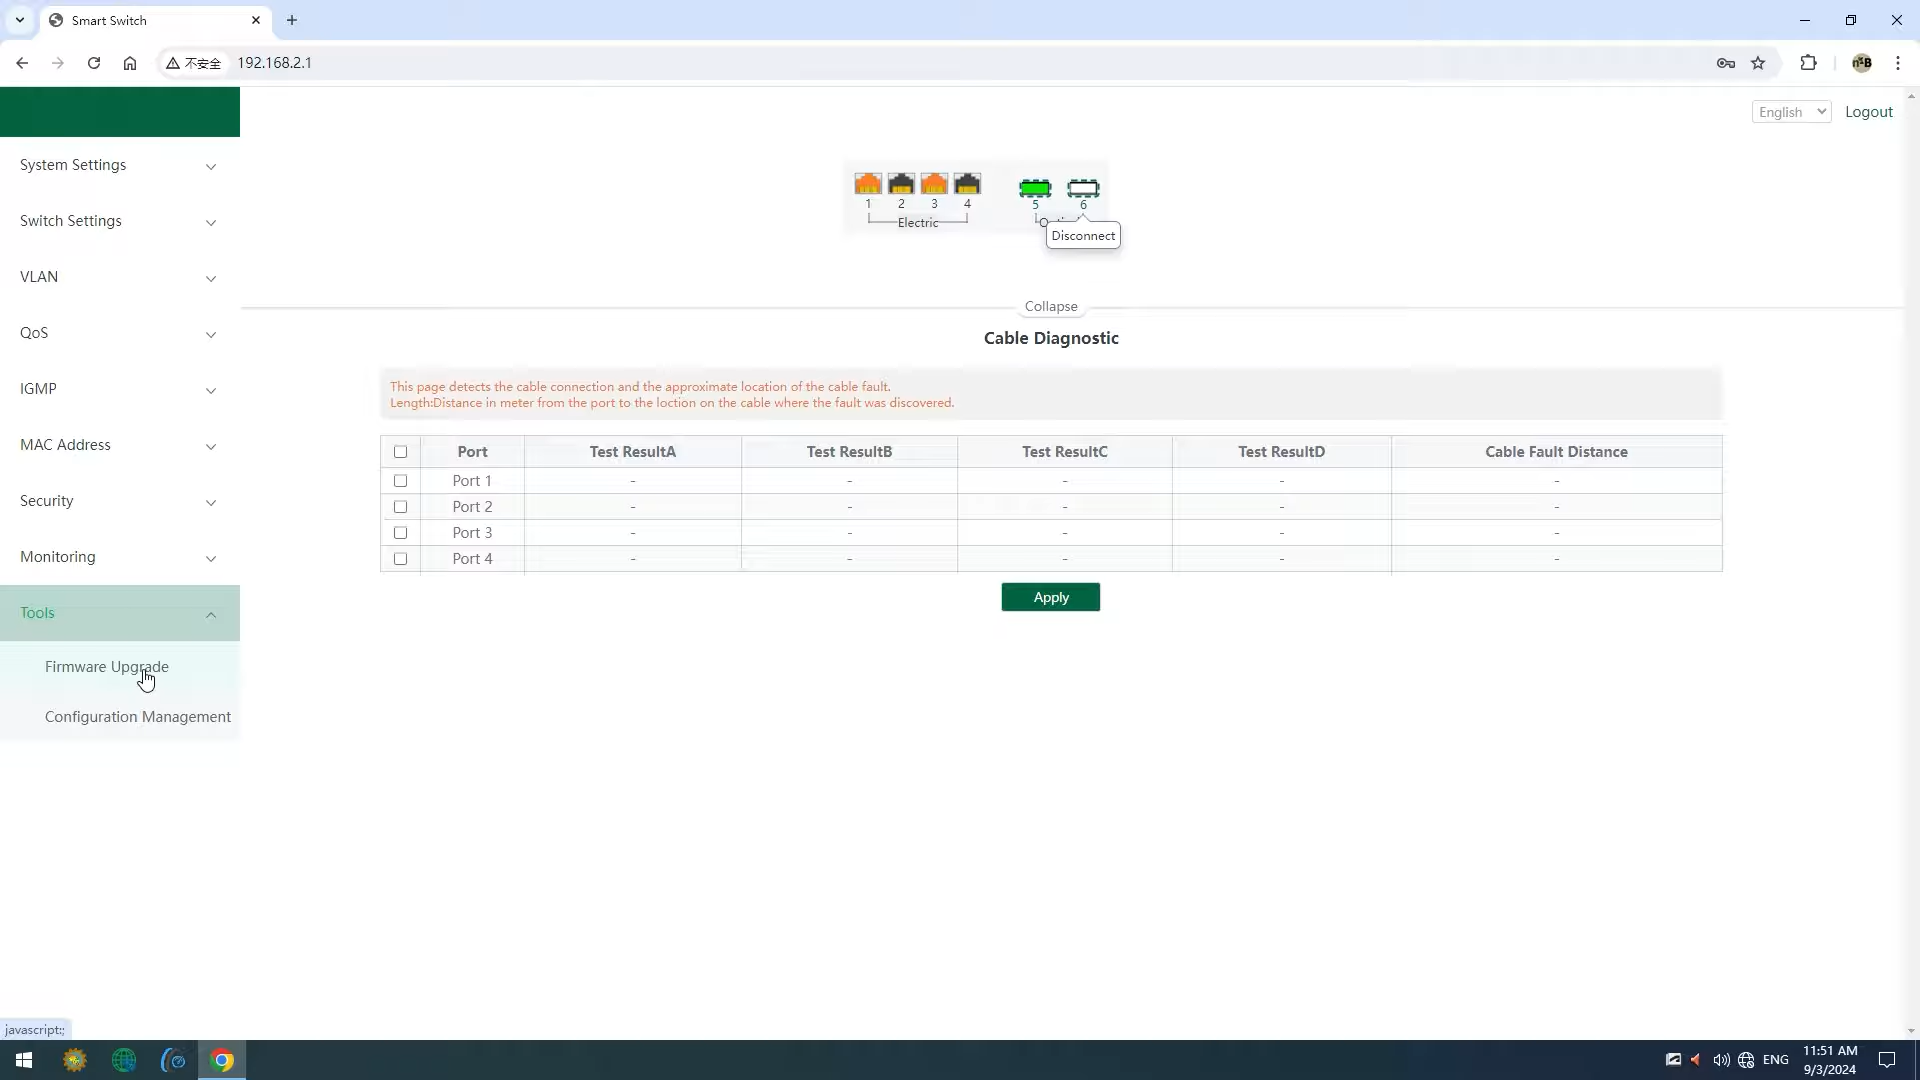 Smart Switch
不安全
192.168.2.1
English
Logout
System Settings
Switch Settings
VLAN
QoS
IGMP
MAC Address
Security
Monitoring
Tools
Firmware Upgrade
Configuration Management
1 2 3 4
Electric
5 6
Disconnect
Collapse
Cable Diagnostic
This page detects the cable connection and the approximate location of the cable fault.
Length:Distance in meter from the port to the loction on the cable where the fault was discovered.
Port Test ResultA Test ResultB Test ResultC Test ResultD Cable Fault Distance
Port 1 - - - - -
Port 2 - - - - -
Port 3 - - - - -
Port 4 - - - - -
Apply
javascript:;
ENG
11:51 AM
9/3/2024